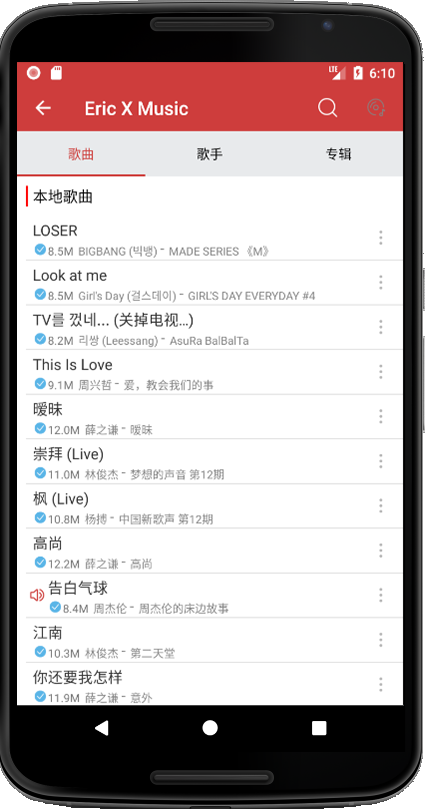 LTE 6:10
Eric X Music
歌曲 歌手 专辑
本地歌曲
LOSER
8.5M BIGBANG (빅뱅) - MADE SERIES 《M》
Look at me
8.5M Girl's Day (걸스데이) - GIRL'S DAY EVERYDAY #4
TV를 껐네... (关掉电视…)
8.2M 리쌍 (Leessang) - AsuRa BalBalTa
This Is Love
9.1M 周兴哲 - 爱，教会我们的事
暧昧
12.0M 薛之谦 - 暧昧
崇拜 (Live)
11.0M 林俊杰 - 梦想的声音 第12期
枫 (Live)
10.8M 杨搏 - 中国新歌声 第12期
高尚
12.2M 薛之谦 - 高尚
告白气球
8.4M 周杰伦 - 周杰伦的床边故事
江南
10.3M 林俊杰 - 第二天堂
你还要我怎样
11.9M 薛之谦 - 意外